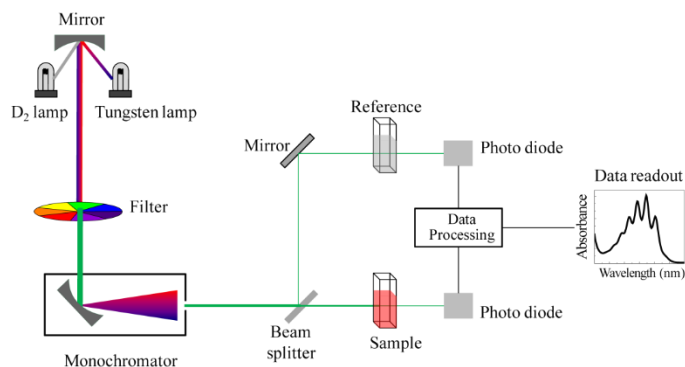 Mirror
D₂ lamp
Tungsten lamp
Filter
Monochromator
Mirror
Reference
Photo diode
Data
Processing
Beam
splitter
Sample
Photo diode
Data readout
Absorbance
Wavelength (nm)